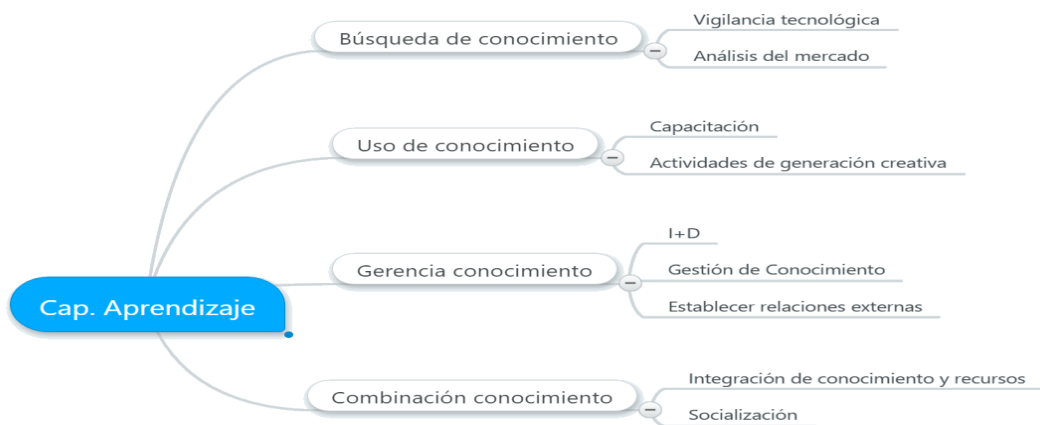 Cap. Aprendizaje
Búsqueda de conocimiento
Vigilancia tecnológica
Análisis del mercado
Uso de conocimiento
Capacitación
Actividades de generación creativa
Gerencia conocimiento
I+D
Gestión de Conocimiento
Establecer relaciones externas
Combinación conocimiento
Integración de conocimiento y recursos
Socialización